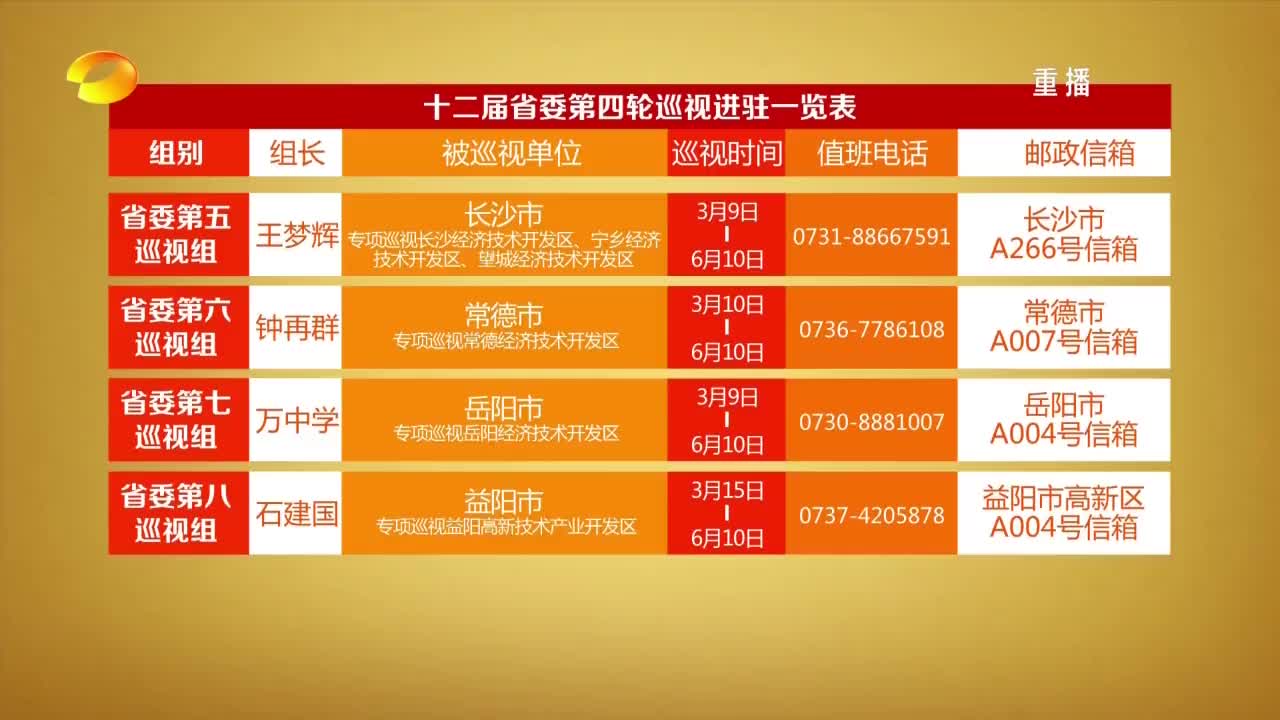 重播
十二届省委第四轮巡视进驻一览表
组别 组长 被巡视单位 巡视时间 值班电话 邮政信箱
省委第五
巡视组
王梦辉
长沙市
专项巡视长沙经济技术开发区、宁乡经济
技术开发区、望城经济技术开发区
3月9日
-
6月10日
0731-88667591
长沙市
A266号信箱
省委第六
巡视组
钟再群
常德市
专项巡视常德经济技术开发区
3月10日
-
6月10日
0736-7786108
常德市
A007号信箱
省委第七
巡视组
万中学
岳阳市
专项巡视岳阳经济技术开发区
3月9日
-
6月10日
0730-8881007
岳阳市
A004号信箱
省委第八
巡视组
石建国
益阳市
专项巡视益阳高新技术产业开发区
3月15日
-
6月10日
0737-4205878
益阳市高新区
A004号信箱